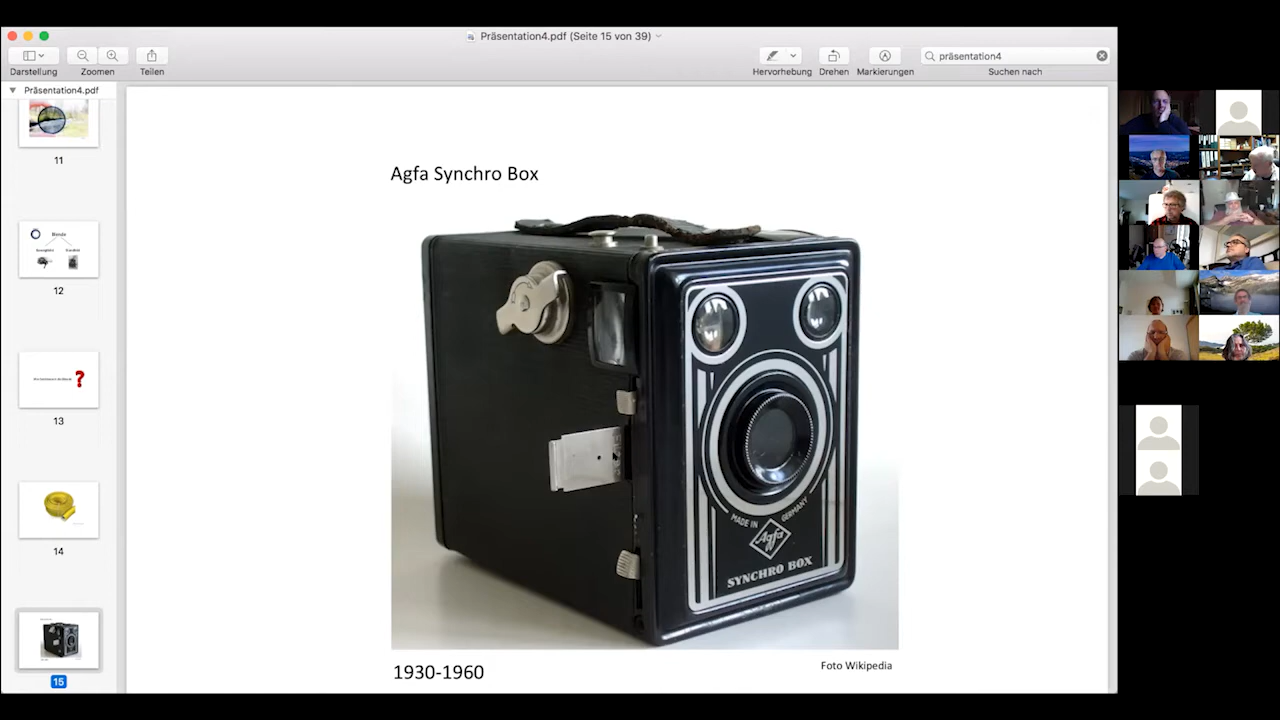 Präsentation4.pdf (Seite 15 von 39)
präsentation4
Darstellung
Zoomen
Teilen
Hervorhebung
Drehen
Markierungen
Suchen nach
Präsentation4.pdf
11
Blende
12
13
14
15
Agfa Synchro Box
MADE IN GERMANY
Agfa
SYNCHRO BOX
1930-1960
Foto Wikipedia